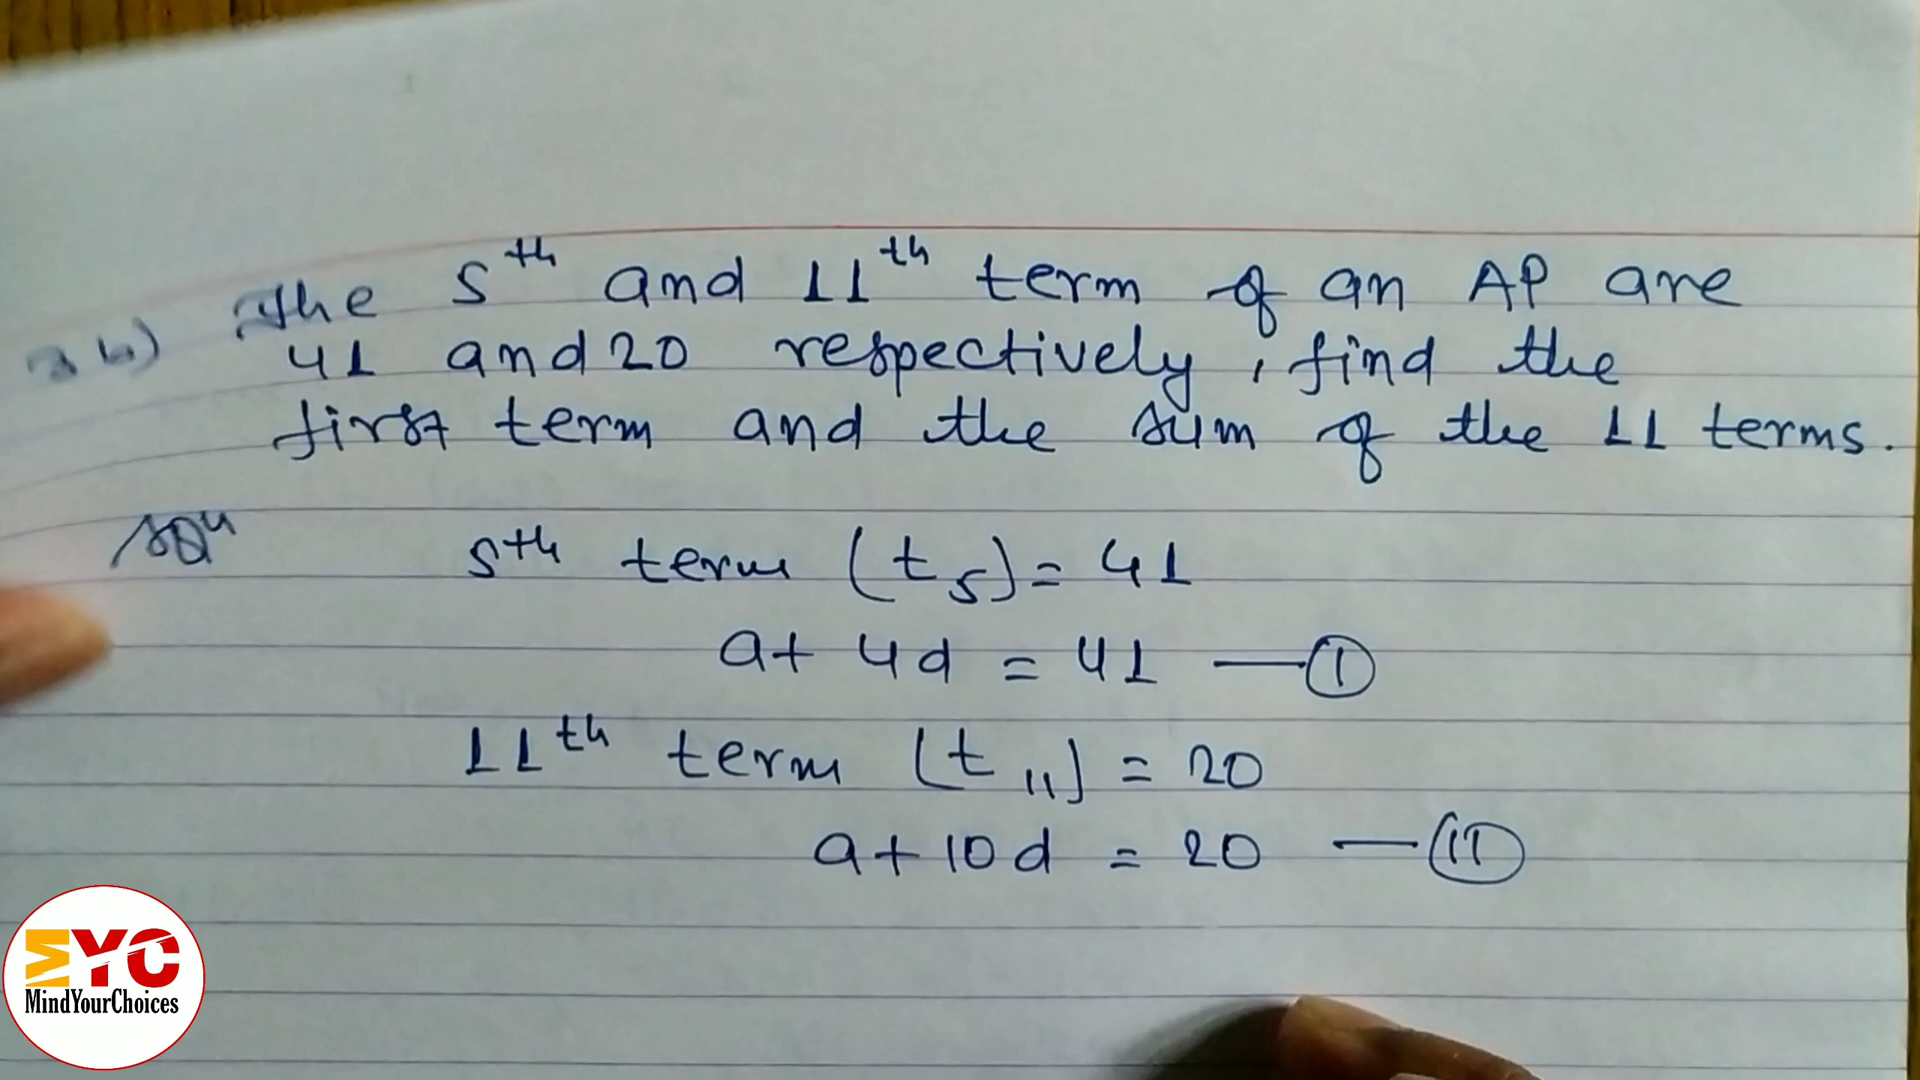 3b) The 5th and 11th term of an AP are
41 and 20 respectively, find the
first term and the sum of the 11 terms.
soln
5th term (t5) = 41
a + 4d = 41 — I
11th term (t11) = 20
a + 10d = 20 — II
MYC
MindYourChoices